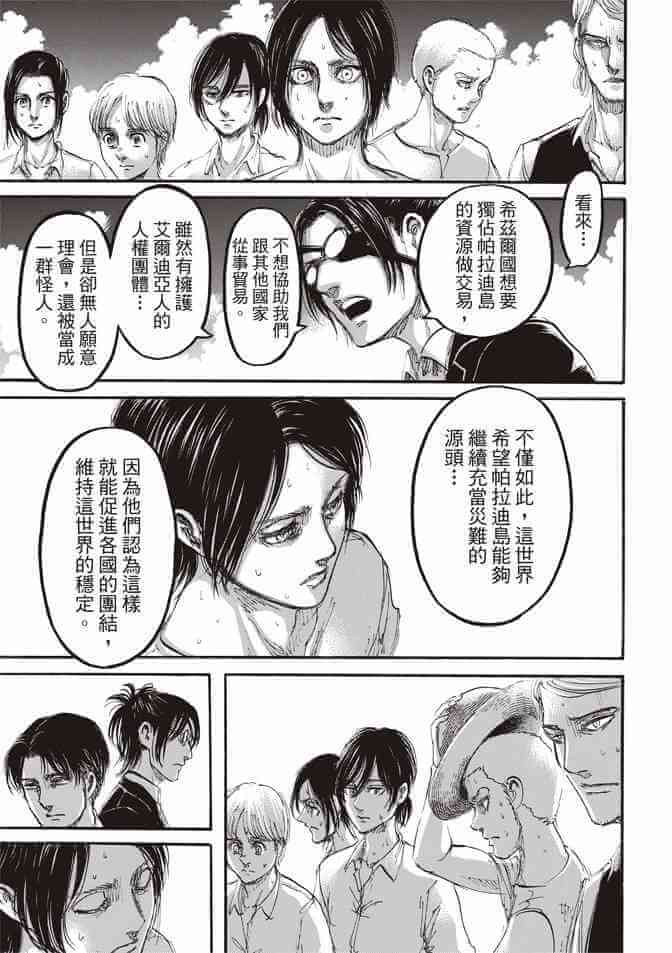 看來…
希茲爾國想要
獨佔帕拉迪島
的資源做交易，
不想協助我們
跟其他國家
從事貿易。
雖然有擁護
艾爾迪亞人的
人權團體…
但是卻無人願意
理會，還被當成
一群怪人。
不僅如此，這世界
希望帕拉迪島能夠
繼續充當災難的
源頭…
因為他們認為這樣
就能促進各國的團結，
維持這世界的穩定。